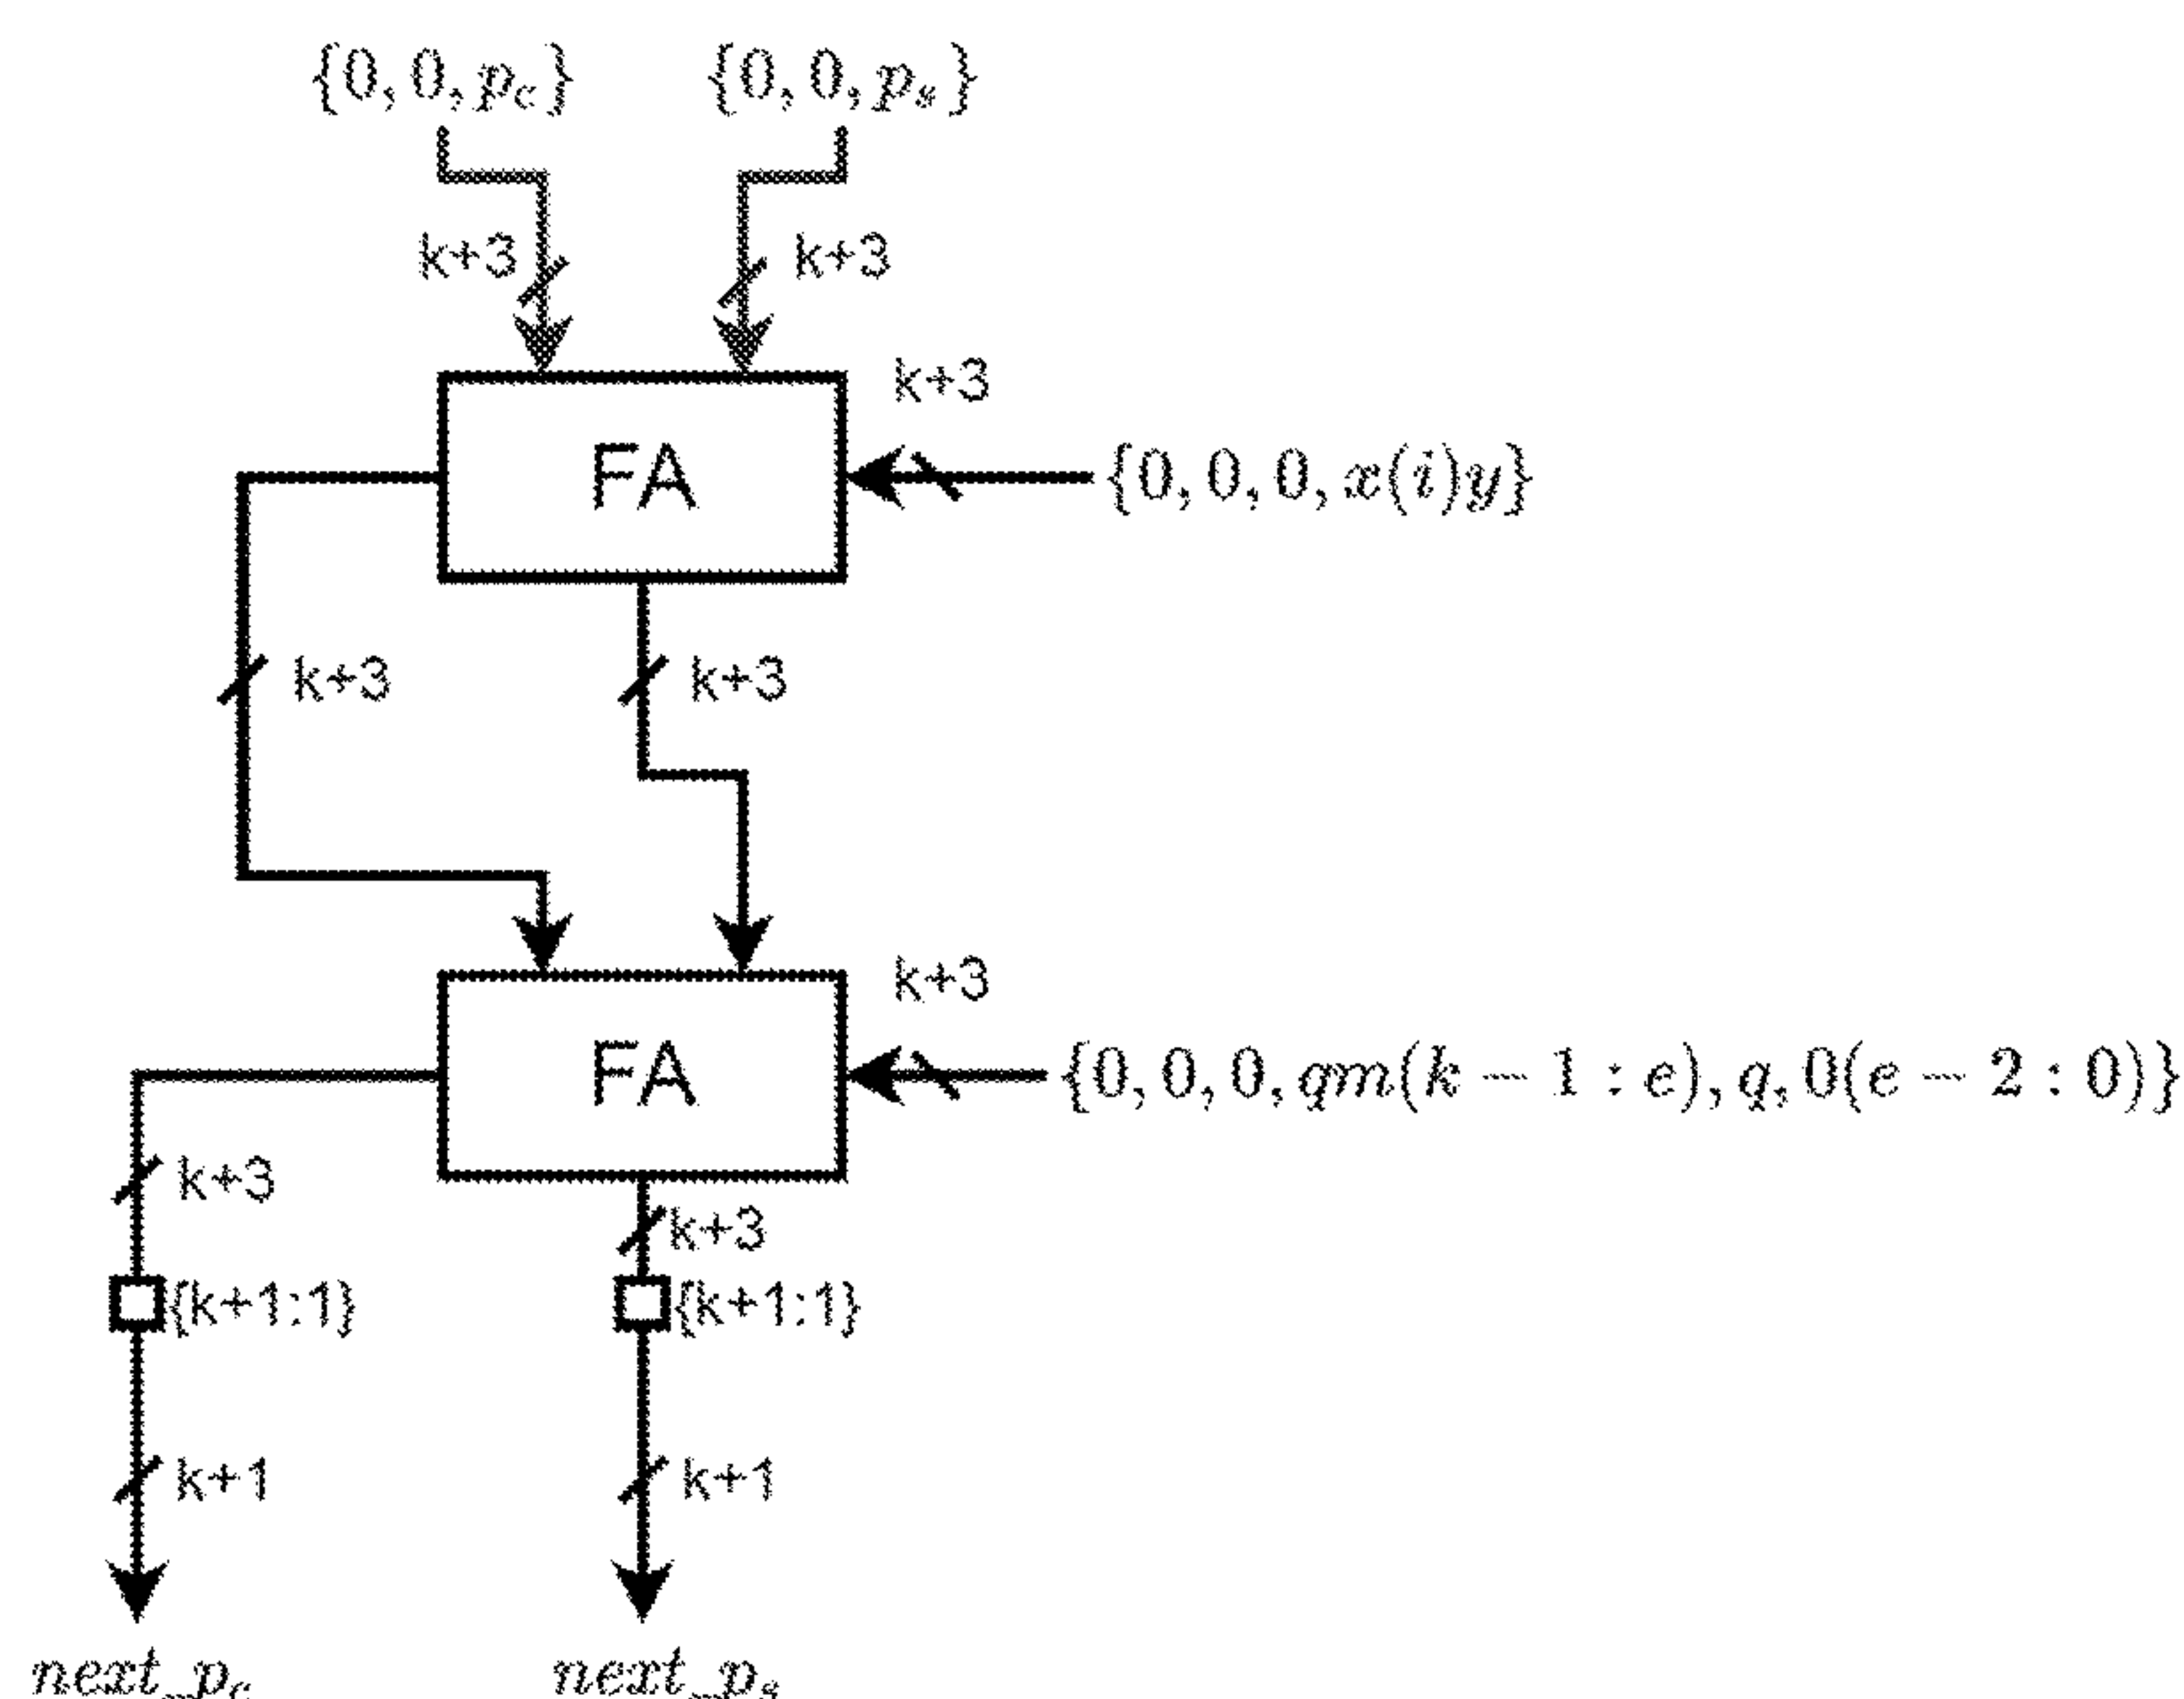 {0, 0, p_c} {0, 0, p_s}
k+3 k+3
k+3
FA {0, 0, 0, x(i)y}
k+3 k+3
k+3
FA {0, 0, 0, qm(k − 1 : e), q, 0(e − 2 : 0)}
k+3
k+3
{k+1:1} {k+1:1}
k+1 k+1
next_p_c next_p_s